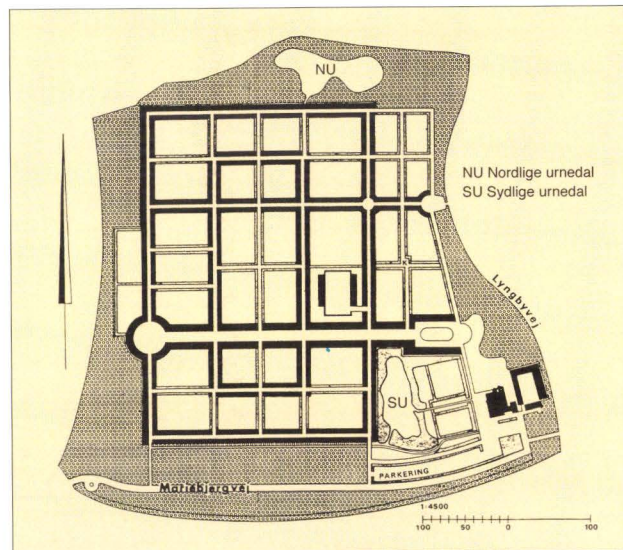 NU
NU Nordlige urnedal
SU Sydlige urnedal
Lyngbyvej
SU
PARKERING
Mariebjergvej
1:4500
100 50 0 100